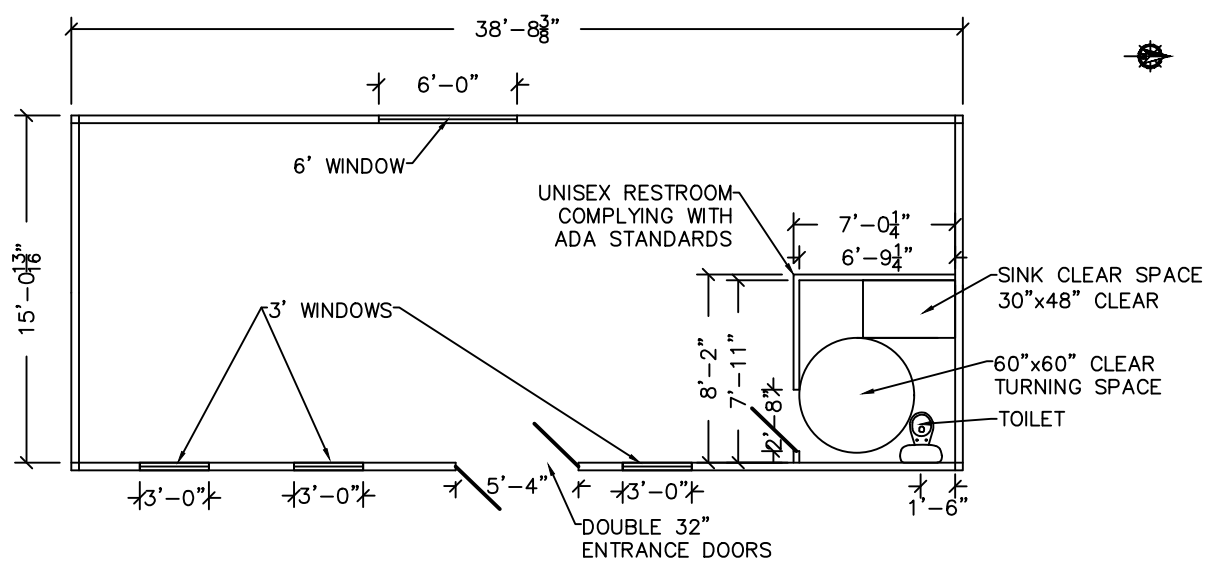 38'-8 3/8"
6'-0"
6' WINDOW
UNISEX RESTROOM
COMPLYING WITH
ADA STANDARDS
7'-0 1/4"
6'-9 1/4"
15'-0 13/16"
3' WINDOWS
SINK CLEAR SPACE
30"x48" CLEAR
8'-2"
7'-11"
2'-8"
60"x60" CLEAR
TURNING SPACE
TOILET
3'-0"
3'-0"
5'-4"
3'-0"
1'-6"
DOUBLE 32"
ENTRANCE DOORS